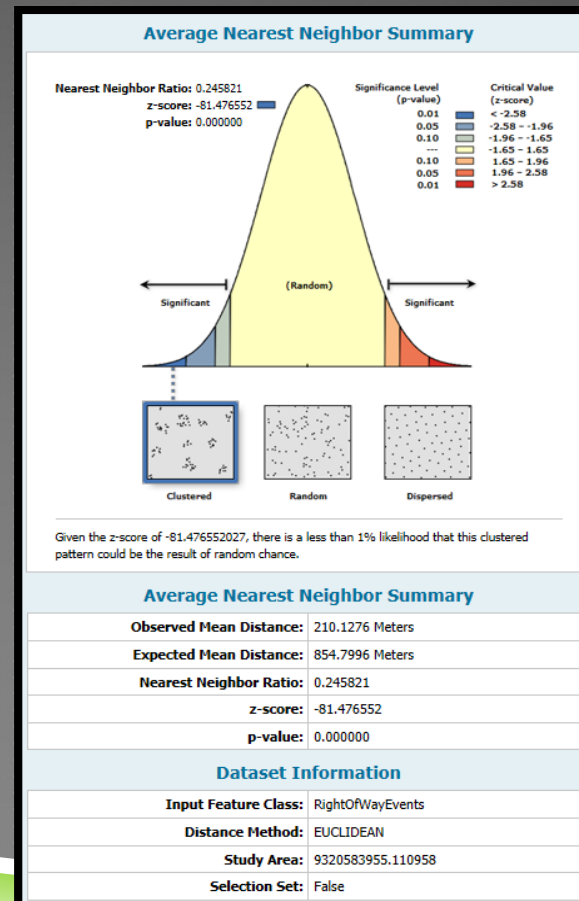 Average Nearest Neighbor Summary
Nearest Neighbor Ratio: 0.245821
z-score: -81.476552
p-value: 0.000000
Significance Level (p-value)
Critical Value (z-score)
0.01 < -2.58
0.05 -2.58 - -1.96
0.10 -1.96 - -1.65
--- -1.65 - 1.65
0.10 1.65 - 1.96
0.05 1.96 - 2.58
0.01 > 2.58
Significant
(Random)
Significant
Clustered
Random
Dispersed
Given the z-score of -81.476552027, there is a less than 1% likelihood that this clustered
pattern could be the result of random chance.
Average Nearest Neighbor Summary
Observed Mean Distance: 210.1276 Meters
Expected Mean Distance: 854.7996 Meters
Nearest Neighbor Ratio: 0.245821
z-score: -81.476552
p-value: 0.000000
Dataset Information
Input Feature Class: RightOfWayEvents
Distance Method: EUCLIDEAN
Study Area: 9320583955.110958
Selection Set: False